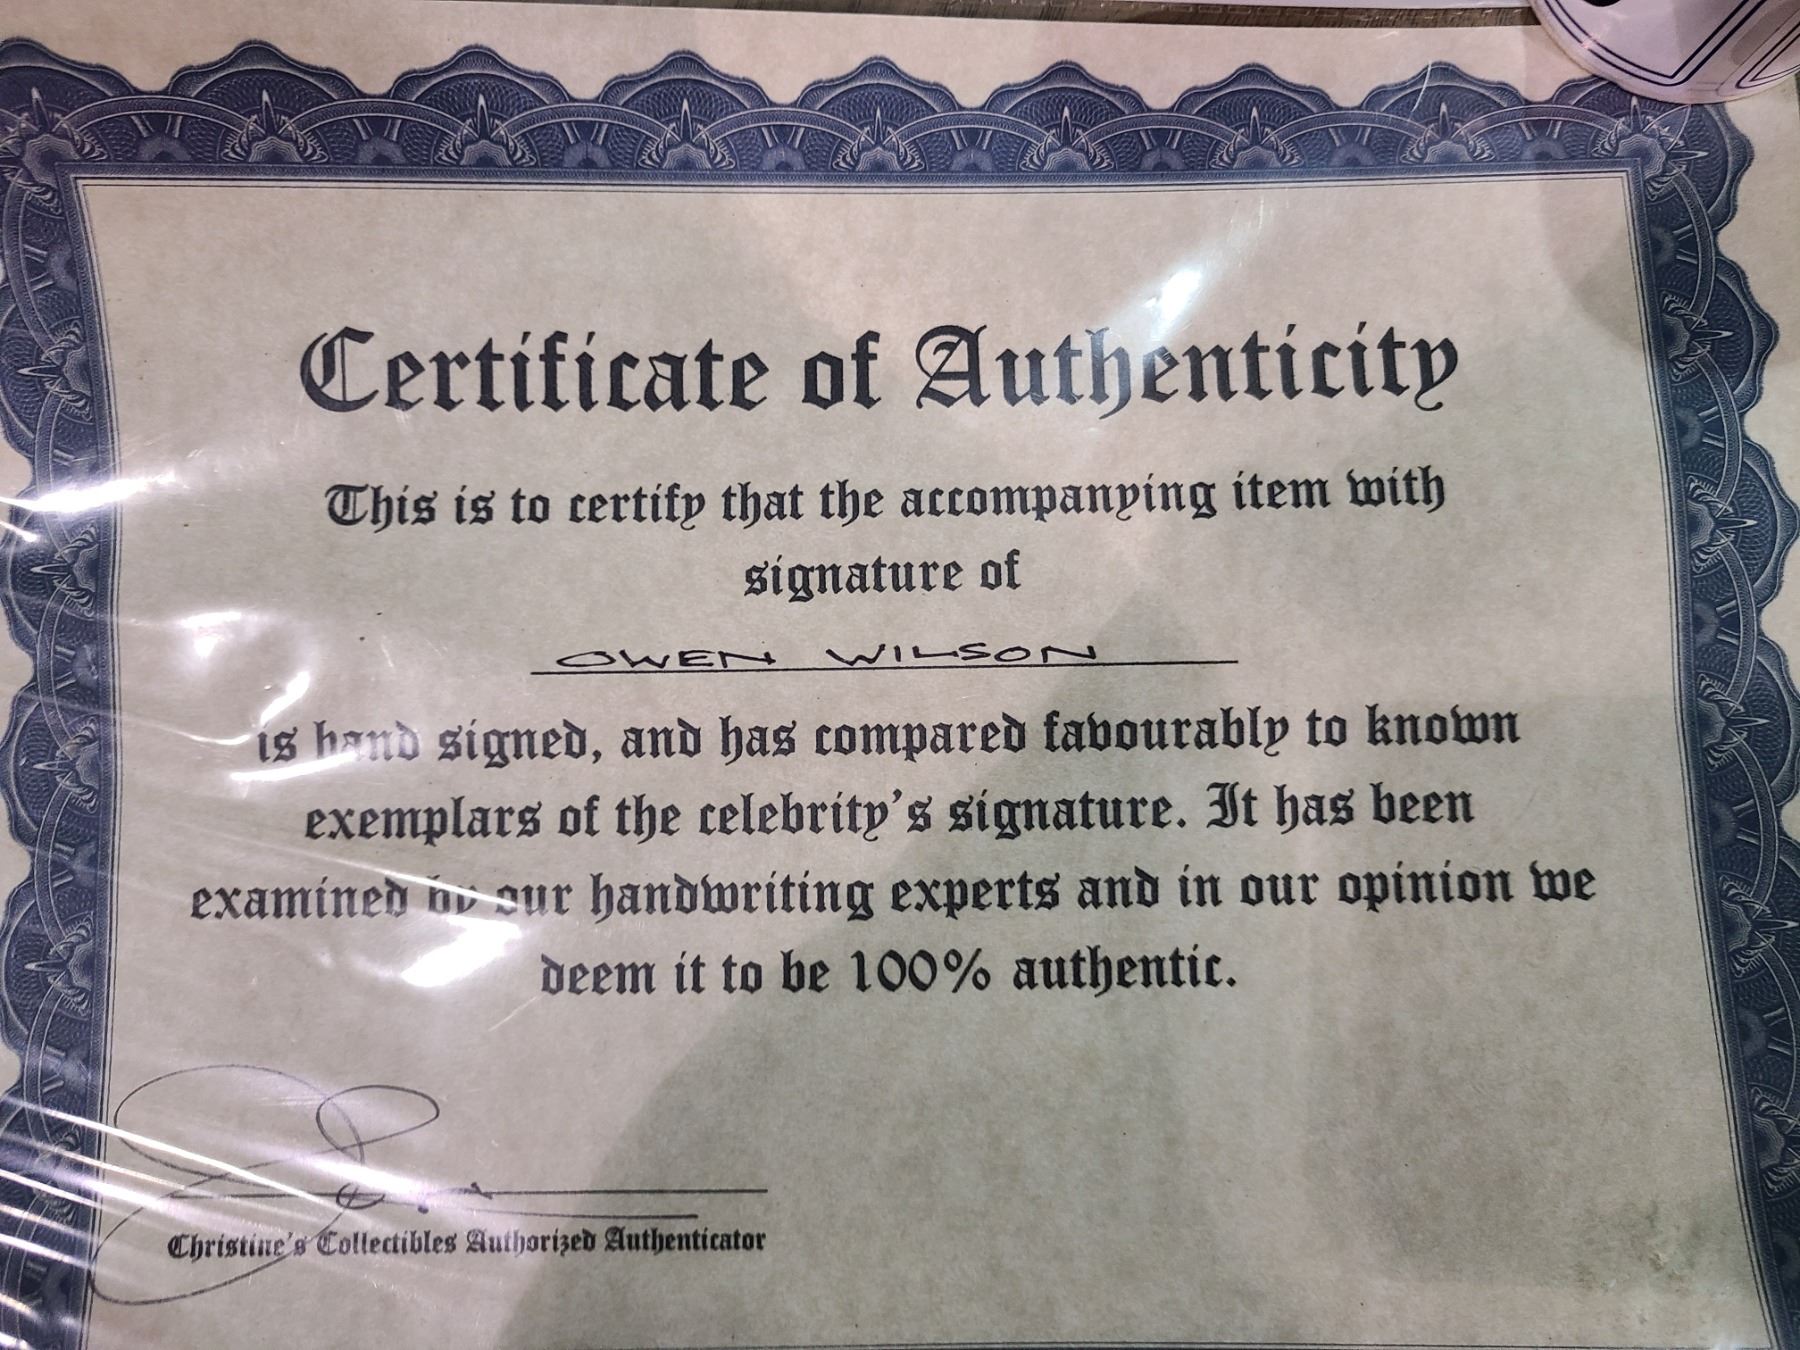 Certificate of Authenticity
This is to certify that the accompanying item with
signature of
OWEN WILSON
is hand signed, and has compared favourably to known
exemplars of the celebrity's signature. It has been
examined by our handwriting experts and in our opinion we
deem it to be 100% authentic.
Christine's Collectibles Authorized Authenticator